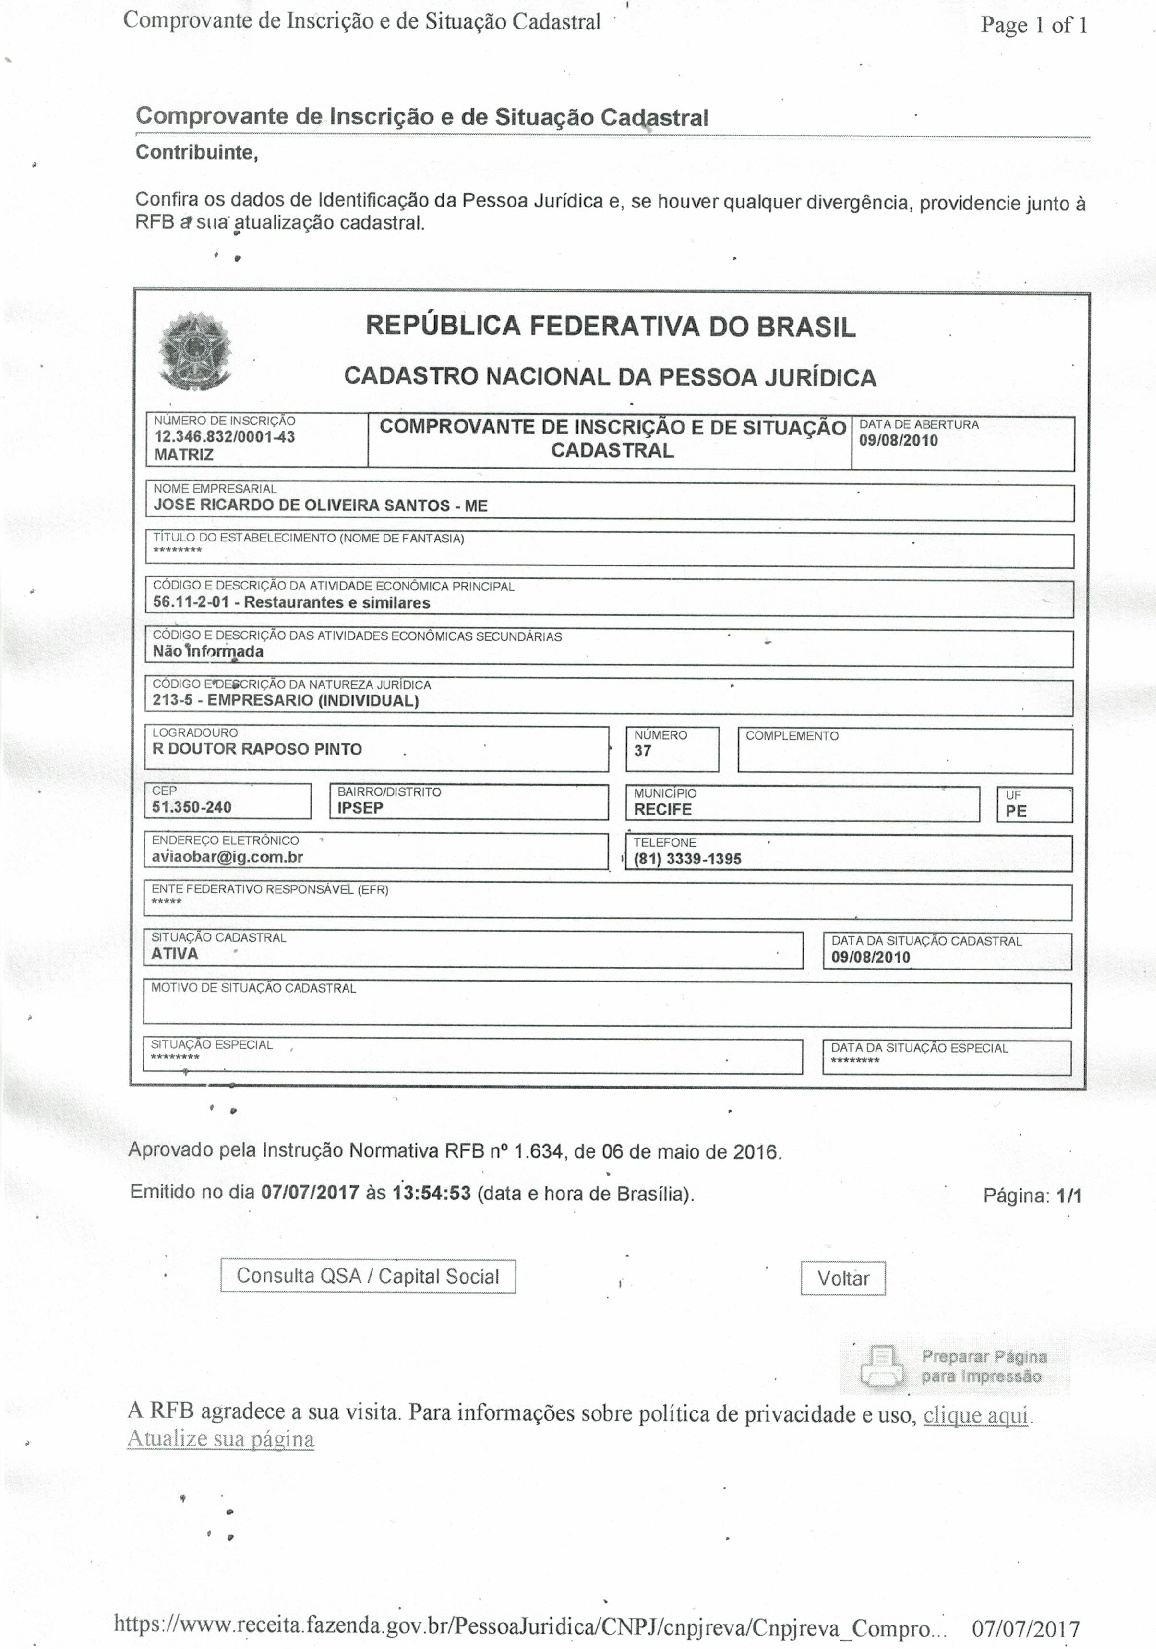 Comprovante de Inscrição e de Situação Cadastral
Page 1 of 1
Comprovante de Inscrição e de Situação Cadastral
Contribuinte,
Confira os dados de Identificação da Pessoa Jurídica e, se houver qualquer divergência, providencie junto à
RFB a sua atualização cadastral.
REPÚBLICA FEDERATIVA DO BRASIL
CADASTRO NACIONAL DA PESSOA JURÍDICA
NÚMERO DE INSCRIÇÃO
12.346.832/0001-43
MATRIZ
COMPROVANTE DE INSCRIÇÃO E DE SITUAÇÃO
CADASTRAL
DATA DE ABERTURA
09/08/2010
NOME EMPRESARIAL
JOSE RICARDO DE OLIVEIRA SANTOS - ME
TÍTULO DO ESTABELECIMENTO (NOME DE FANTASIA)
********
CÓDIGO E DESCRIÇÃO DA ATIVIDADE ECONÔMICA PRINCIPAL
56.11-2-01 - Restaurantes e similares
CÓDIGO E DESCRIÇÃO DAS ATIVIDADES ECONÔMICAS SECUNDÁRIAS
Não informada
CÓDIGO E DESCRIÇÃO DA NATUREZA JURÍDICA
213-5 - EMPRESARIO (INDIVIDUAL)
LOGRADOURO
R DOUTOR RAPOSO PINTO
NÚMERO
37
COMPLEMENTO
CEP
51.350-240
BAIRRO/DISTRITO
IPSEP
MUNICÍPIO
RECIFE
UF
PE
ENDEREÇO ELETRÔNICO
aviaobar@ig.com.br
TELEFONE
(81) 3339-1395
ENTE FEDERATIVO RESPONSÁVEL (EFR)
*****
SITUAÇÃO CADASTRAL
ATIVA
DATA DA SITUAÇÃO CADASTRAL
09/08/2010
MOTIVO DE SITUAÇÃO CADASTRAL
SITUAÇÃO ESPECIAL
********
DATA DA SITUAÇÃO ESPECIAL
********
Aprovado pela Instrução Normativa RFB nº 1.634, de 06 de maio de 2016.
Emitido no dia 07/07/2017 às 13:54:53 (data e hora de Brasília).
Página: 1/1
Consulta QSA / Capital Social
Voltar
Preparar Página
para Impressão
A RFB agradece a sua visita. Para informações sobre política de privacidade e uso, clique aqui.
Atualize sua página
https://www.receita.fazenda.gov.br/PessoaJuridica/CNPJ/cnpjreva/Cnpjreva_Compro...
07/07/2017